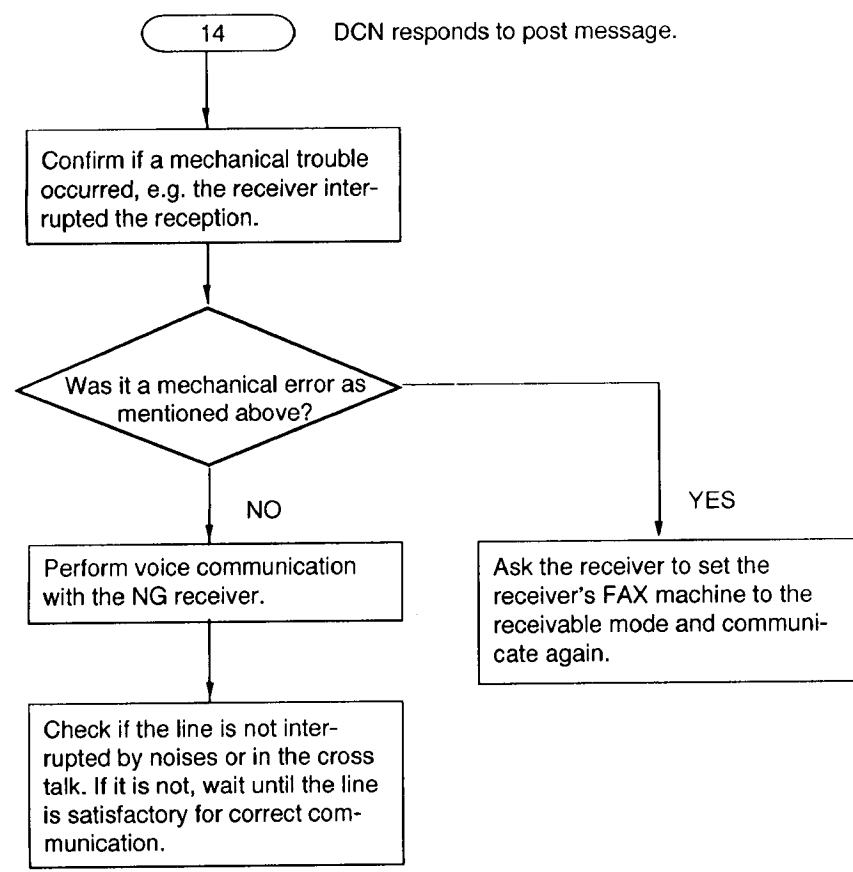 14
DCN responds to post message.
Confirm if a mechanical trouble
occurred, e.g. the receiver inter-
rupted the reception.
Was it a mechanical error as
mentioned above?
NO
YES
Perform voice communication
with the NG receiver.
Ask the receiver to set the
receiver's FAX machine to the
receivable mode and communi-
cate again.
Check if the line is not inter-
rupted by noises or in the cross
talk. If it is not, wait until the line
is satisfactory for correct com-
munication.